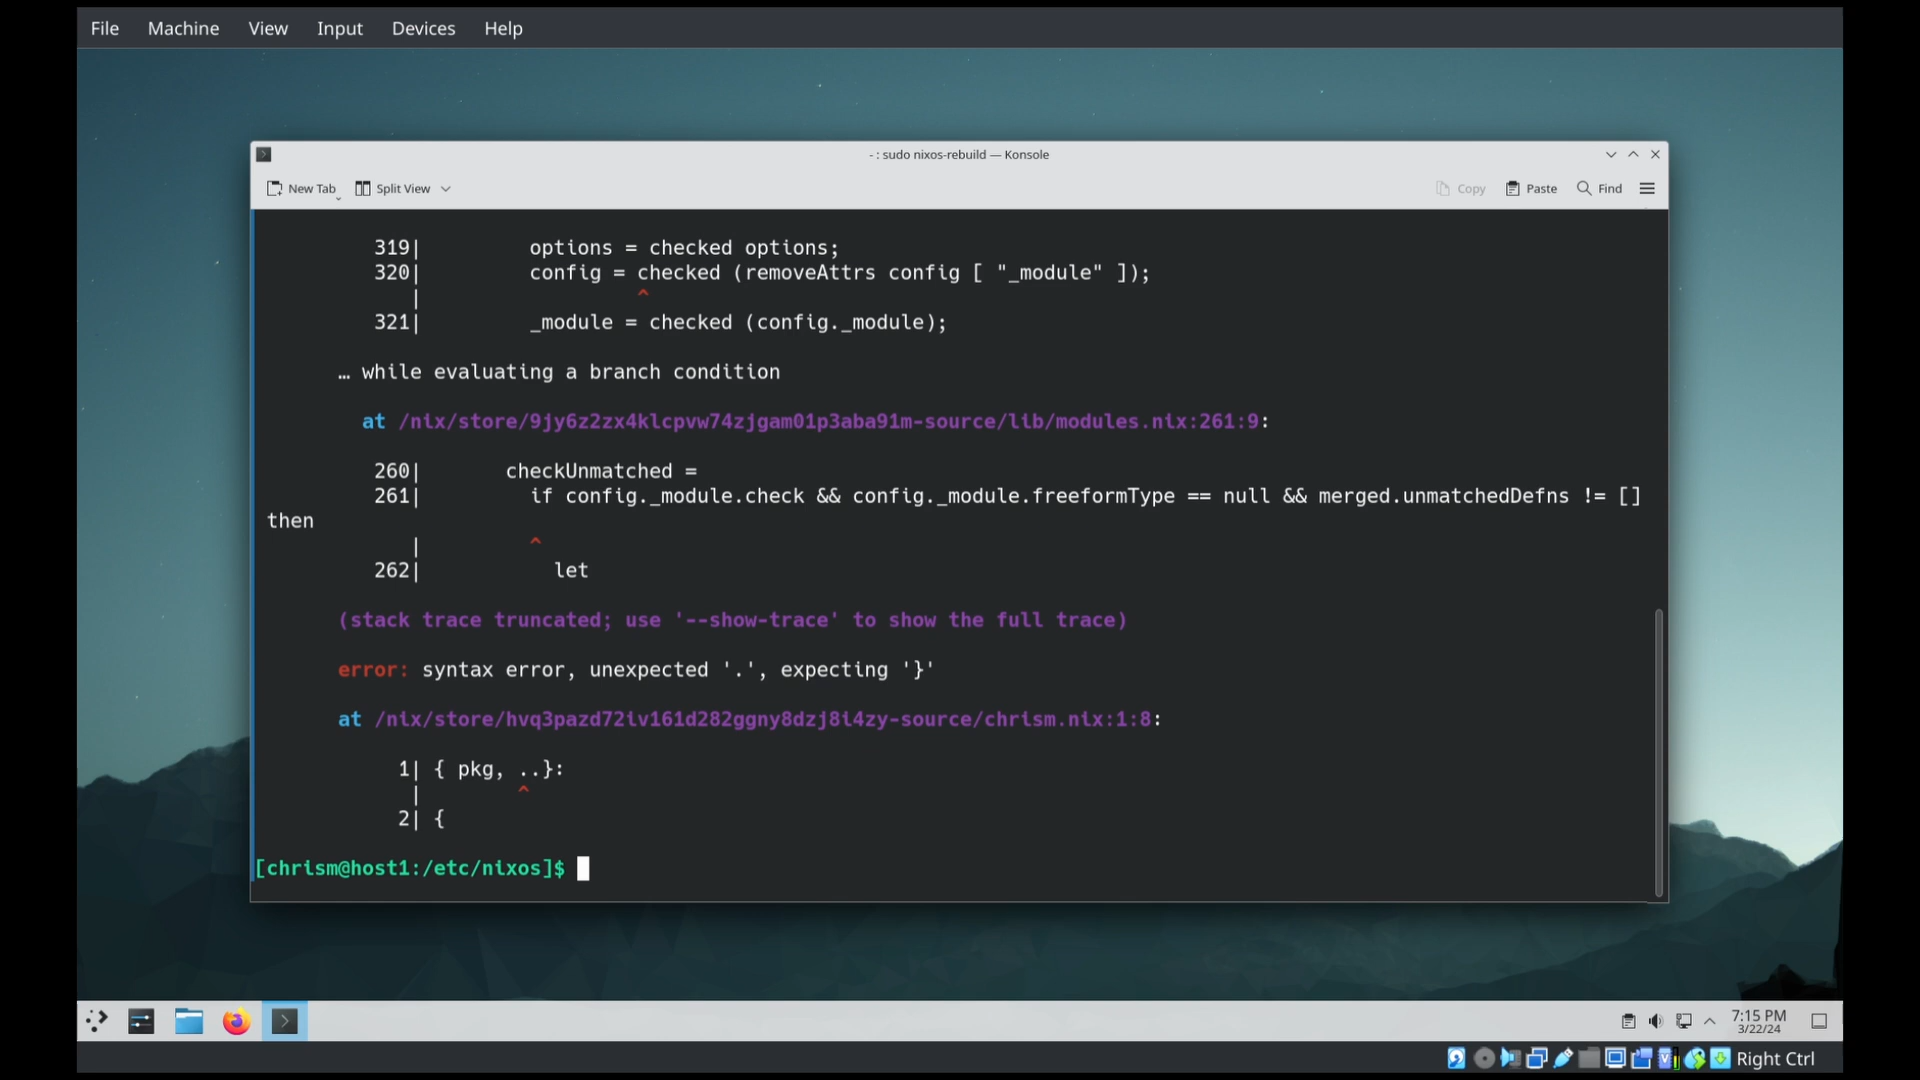 File Machine View Input Devices Help
- : sudo nixos-rebuild — Konsole
New Tab Split View Copy Paste Find
319| options = checked options;
320| config = checked (removeAttrs config [ "_module" ]);
| ^
321| _module = checked (config._module);
… while evaluating a branch condition
at /nix/store/9jy6z2zx4klcpvw74zjgam01p3aba91m-source/lib/modules.nix:261:9:
260| checkUnmatched =
261| if config._module.check && config._module.freeformType == null && merged.unmatchedDefns != []
then
| ^
262| let
(stack trace truncated; use '--show-trace' to show the full trace)
error: syntax error, unexpected '.', expecting '}'
at /nix/store/hvq3pazd72iv161d282ggny8dzj8i4zy-source/chrism.nix:1:8:
1| { pkg, ..}:
| ^
2| {
[chrism@host1:/etc/nixos]$
7:15 PM
3/22/24
Right Ctrl